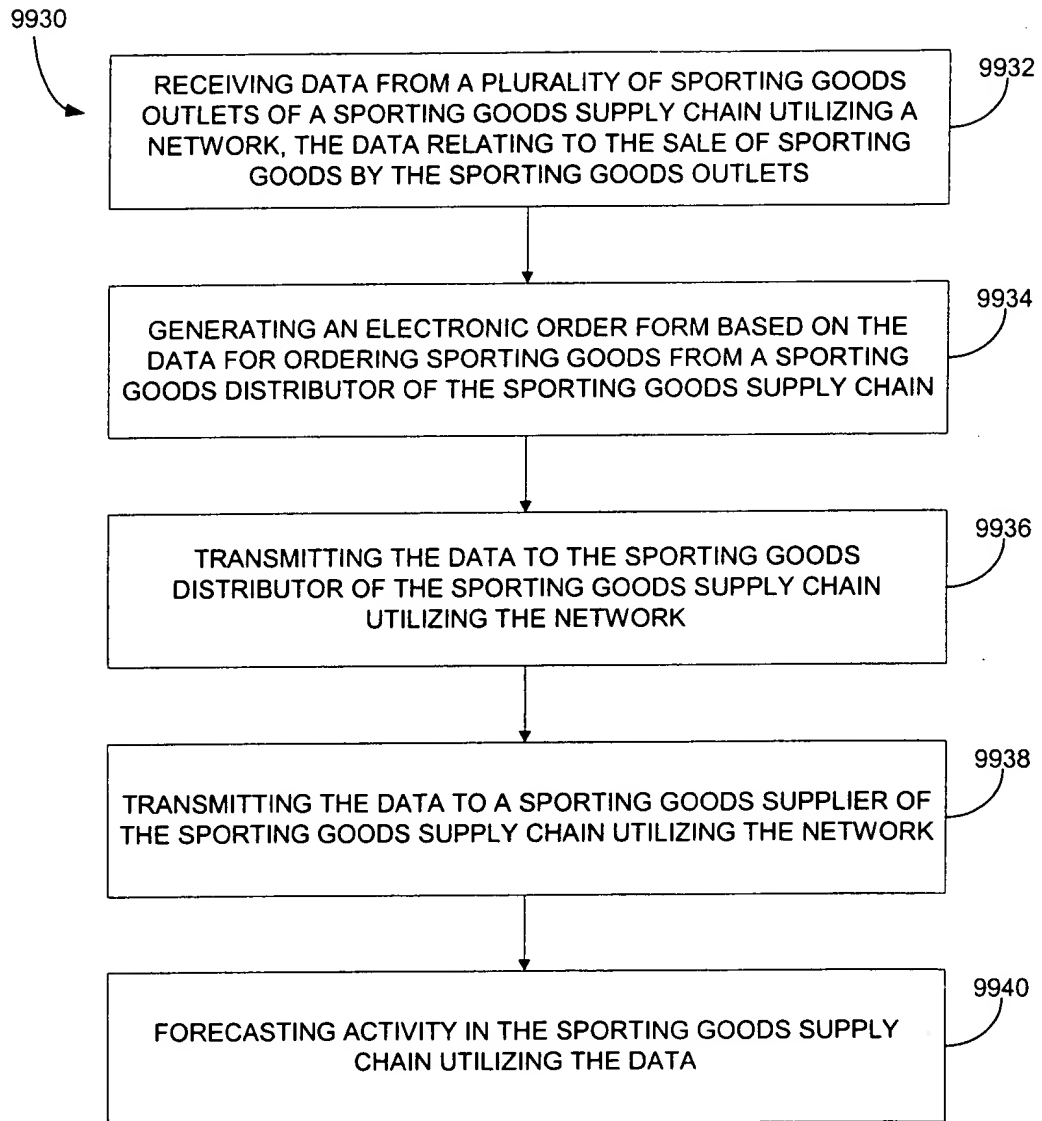 9930
RECEIVING DATA FROM A PLURALITY OF SPORTING GOODS
OUTLETS OF A SPORTING GOODS SUPPLY CHAIN UTILIZING A
NETWORK, THE DATA RELATING TO THE SALE OF SPORTING
GOODS BY THE SPORTING GOODS OUTLETS
9932
GENERATING AN ELECTRONIC ORDER FORM BASED ON THE
DATA FOR ORDERING SPORTING GOODS FROM A SPORTING
GOODS DISTRIBUTOR OF THE SPORTING GOODS SUPPLY CHAIN
9934
TRANSMITTING THE DATA TO THE SPORTING GOODS
DISTRIBUTOR OF THE SPORTING GOODS SUPPLY CHAIN
UTILIZING THE NETWORK
9936
TRANSMITTING THE DATA TO A SPORTING GOODS SUPPLIER OF
THE SPORTING GOODS SUPPLY CHAIN UTILIZING THE NETWORK
9938
FORECASTING ACTIVITY IN THE SPORTING GOODS SUPPLY
CHAIN UTILIZING THE DATA
9940